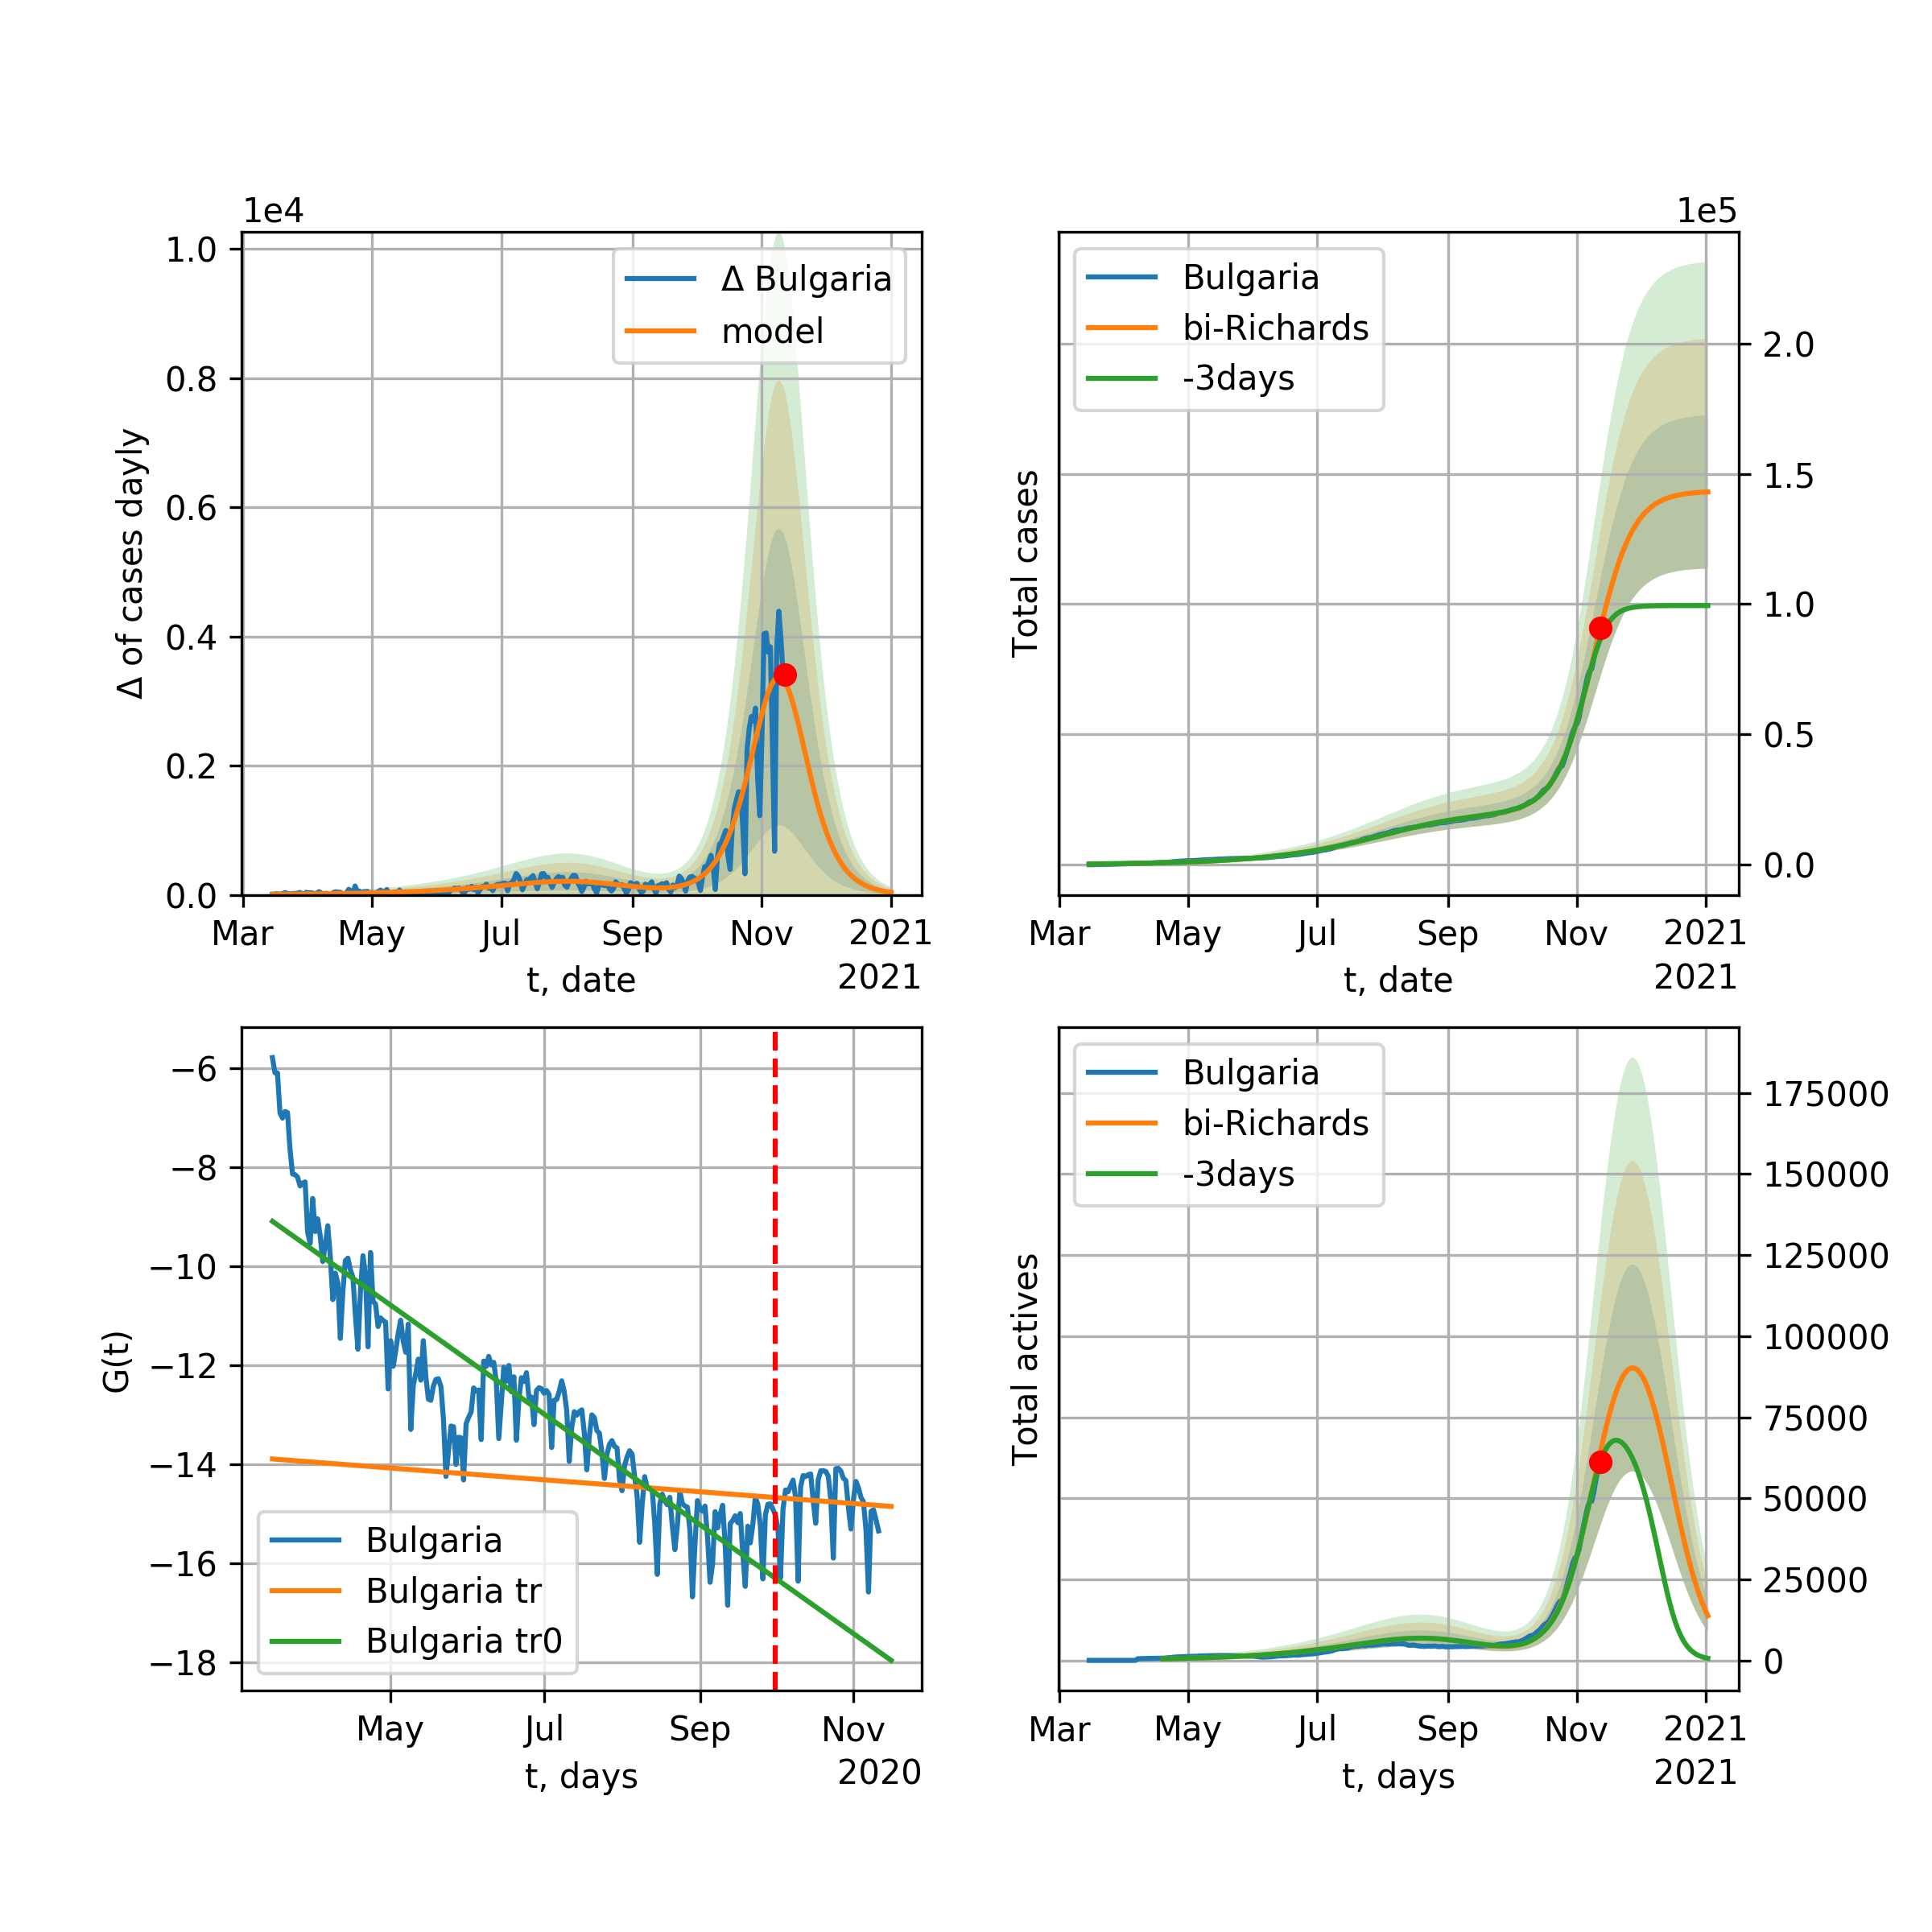 1e4
1.0
0.8
0.6
0.4
0.2
0.0
Δ of cases dayly
Δ Bulgaria
model
Mar May Jul Sep Nov 2021
t, date 2021
1e5
Total cases
Bulgaria
bi-Richards
-3days
2.0
1.5
1.0
0.5
0.0
Mar May Jul Sep Nov 2021
t, date 2021
G(t)
−6
−8
−10
−12
−14
−16
−18
Bulgaria
Bulgaria tr
Bulgaria tr0
May Jul Sep Nov
t, days 2020
Total actives
Bulgaria
bi-Richards
-3days
175000
150000
125000
100000
75000
50000
25000
0
Mar May Jul Sep Nov 2021
t, days 2021